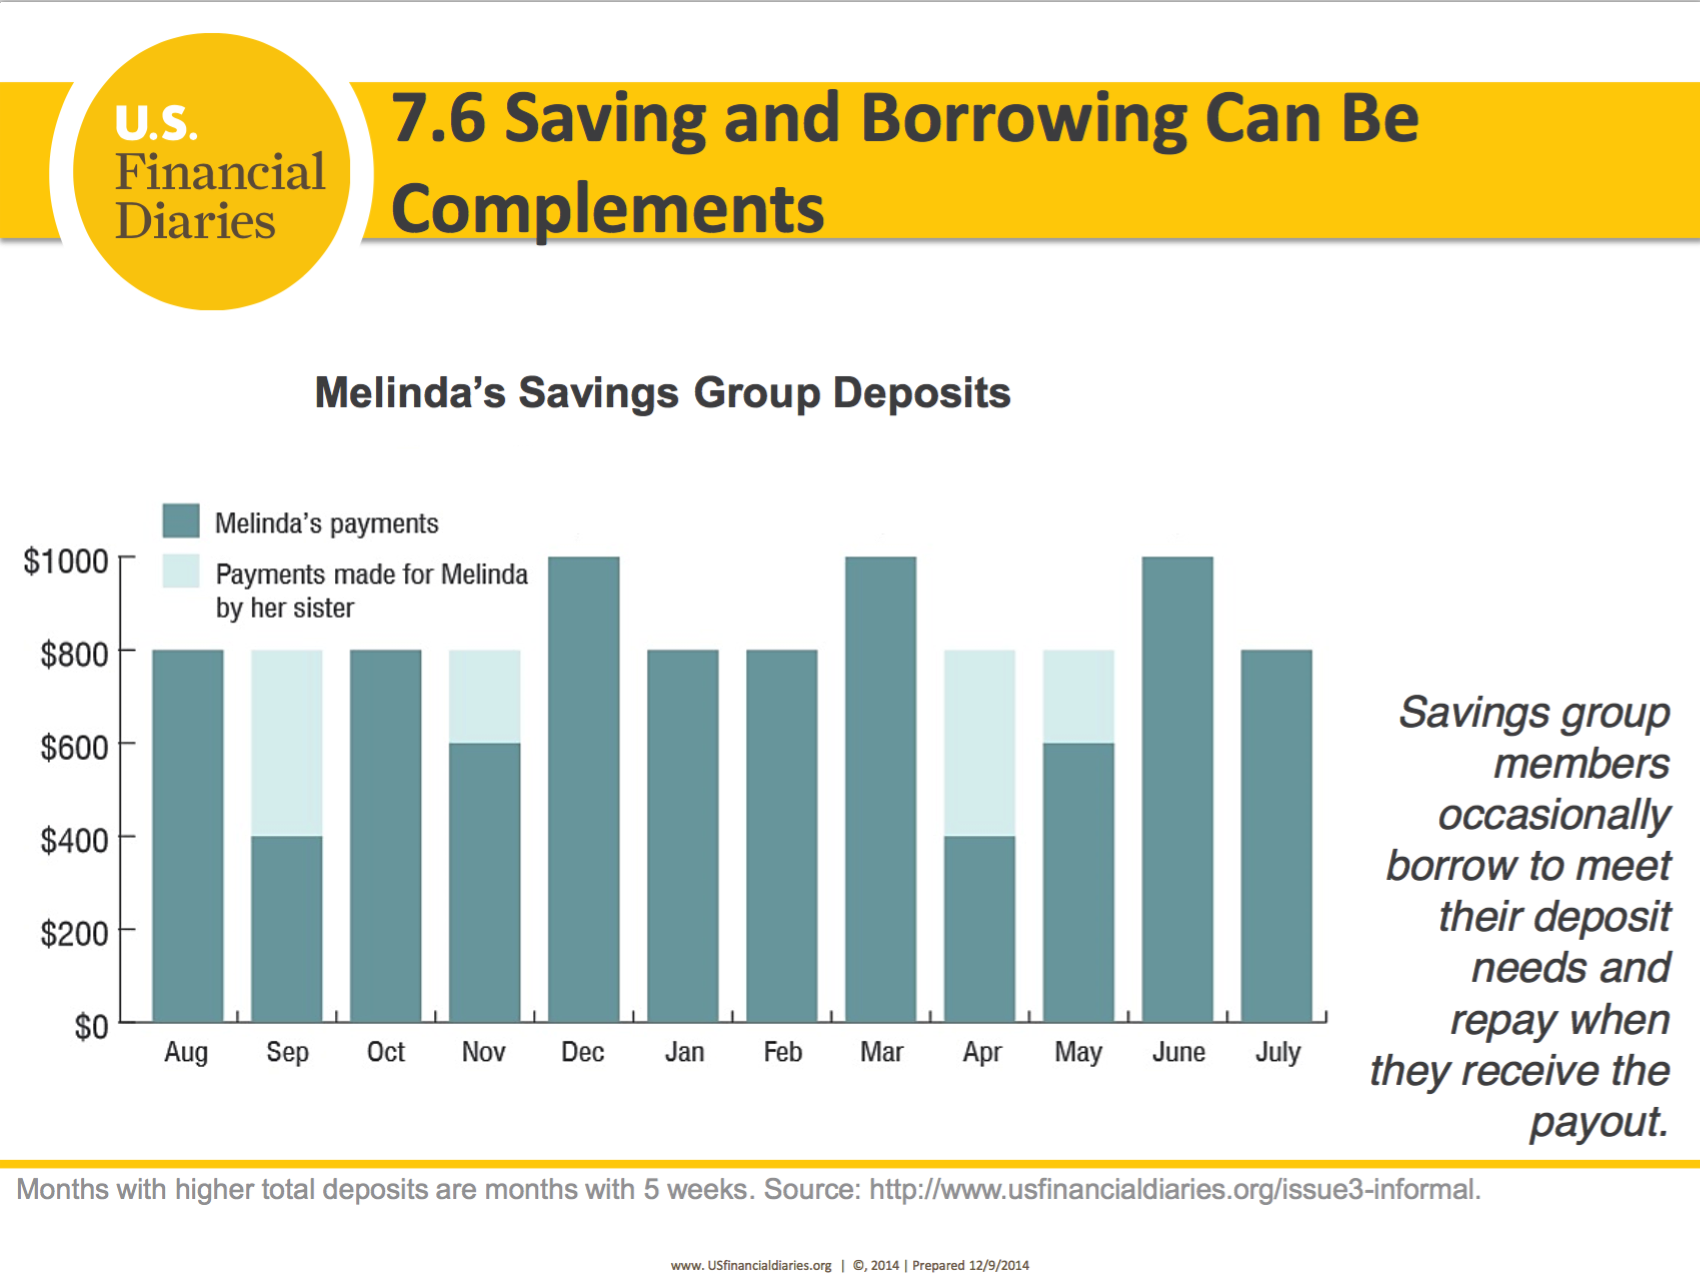 U.S.
Financial
Diaries
7.6 Saving and Borrowing Can Be
Complements
Melinda’s Savings Group Deposits
Melinda’s payments
Payments made for Melinda
by her sister
$1000
$800
$600
$400
$200
$0
Aug Sep Oct Nov Dec Jan Feb Mar Apr May June July
Savings group
members
occasionally
borrow to meet
their deposit
needs and
repay when
they receive the
payout.
Months with higher total deposits are months with 5 weeks. Source: http://www.usfinancialdiaries.org/issue3-informal.
www. USfinancialdiaries.org | ©, 2014 | Prepared 12/9/2014